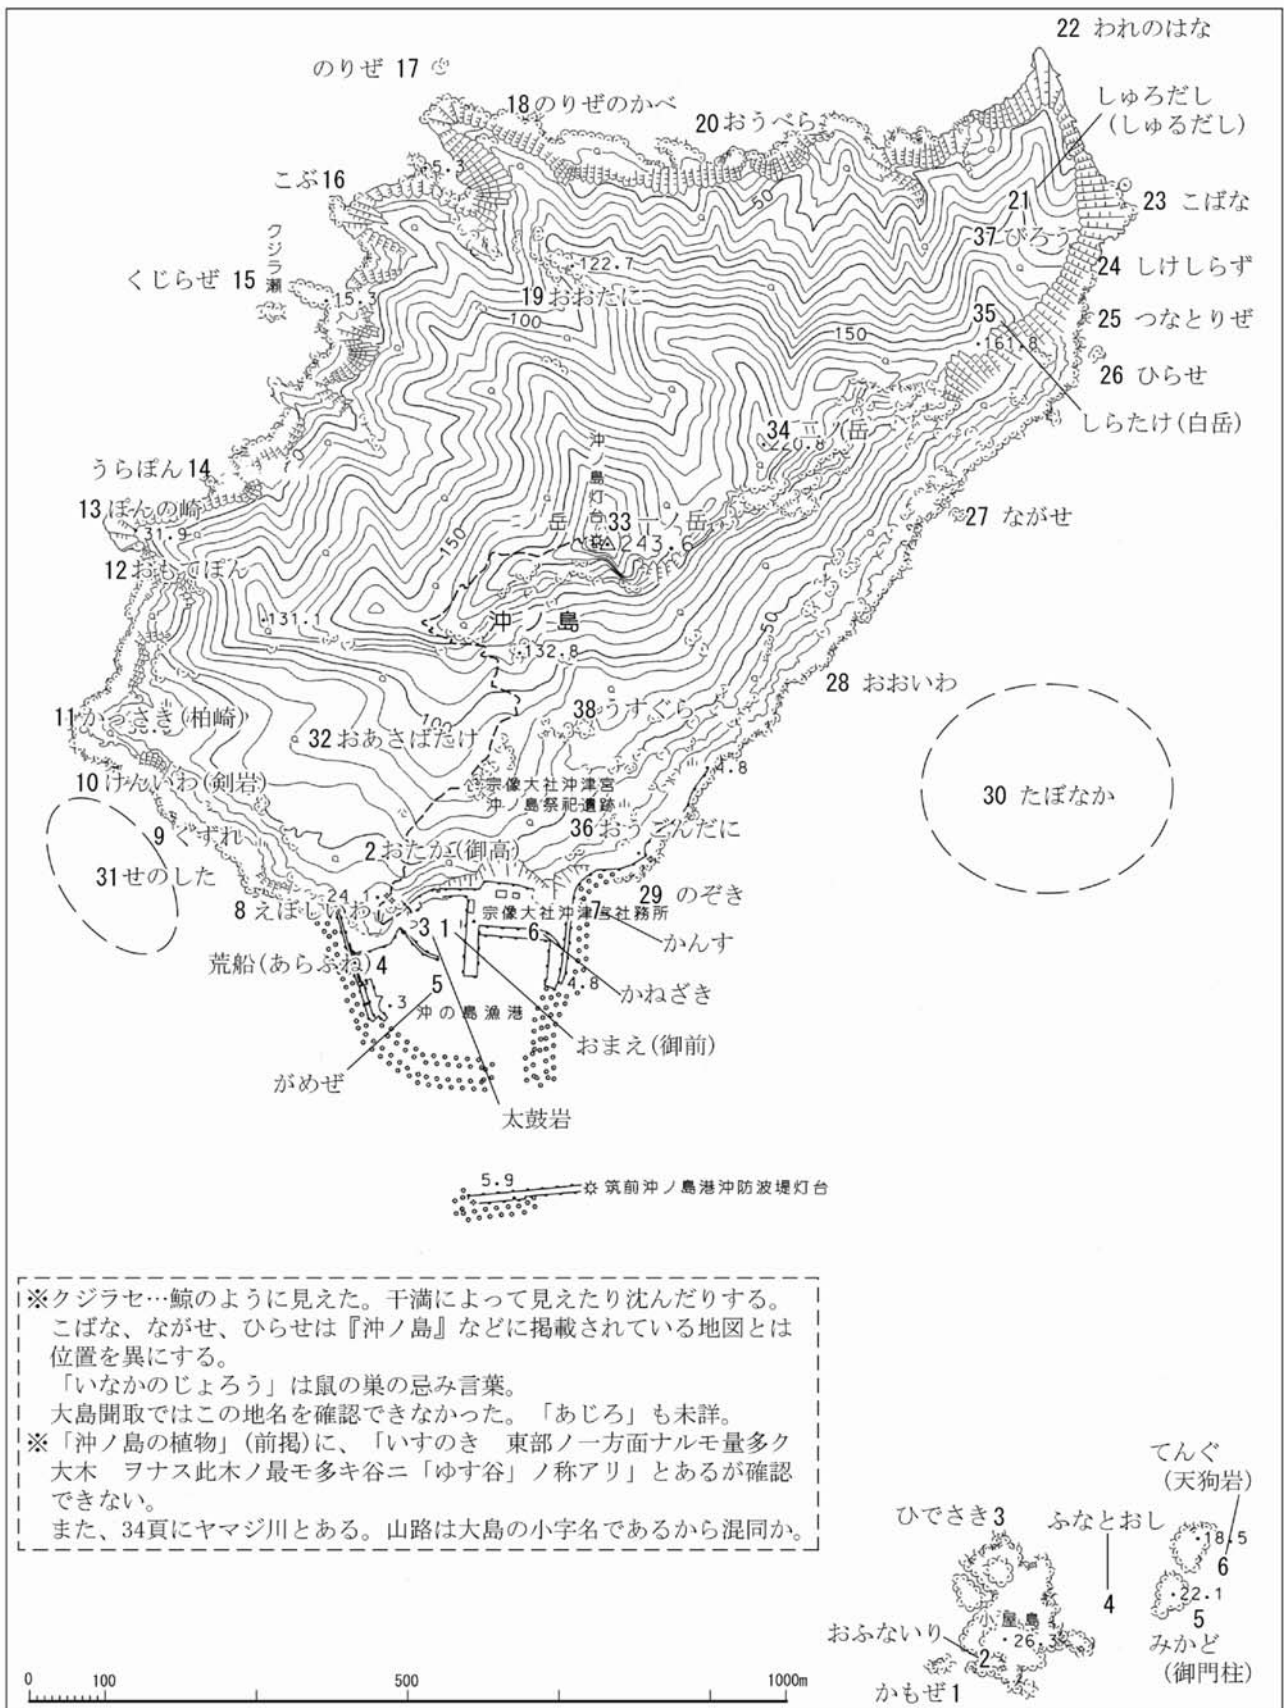 22 われのはな
のりぜ 17
しゅろだし
(しゅるだし)
18 のりぜのかべ
20 おうべら
5.3
こぶ 16
50
21
23 こばな
クジラ瀬
37 びろう
くじらぜ 15
122.7
24 しけしらず
15.3
19 おおたに
100
150
35
25 つなとりぜ
161.8
26 ひらせ
34 二ノ岳
220.8
しらたけ(白岳)
沖ノ島灯台
うらぽん 14
13 ぽんの崎
31.9
150
三ノ岳
33 一ノ岳
243.6
27 ながせ
12 おもてぽん
131.1
沖ノ島
50
132.8
28 おおいわ
11 かっさき(柏崎)
100
38 うすぐら
32 おあさばたけ
4.8
10 けんいわ(剣岩)
宗像大社沖津宮
沖ノ島祭祀遺跡
30 たぼなか
9 くずれ
36 おうごんだに
2 おたか(御高)
31 せのした
24.1
29 のぞき
8 えぼしいわ
宗像大社沖津宮社務所
3
1
6
7
かんす
荒船(あらふね) 4
5
4.8
かねざき
7.3
沖の島漁港
おまえ(御前)
がめぜ
太鼓岩
5.9
筑前沖ノ島港沖防波堤灯台
※クジラセ…鯨のように見えた。干満によって見えたり沈んだりする。
こばな、ながせ、ひらせは『沖ノ島』などに掲載されている地図とは
位置を異にする。
「いなかのじょろう」は鼠の巣の忌み言葉。
大島聞取ではこの地名を確認できなかった。「あじろ」も未詳。
※「沖ノ島の植物」(前掲)に、「いすのき 東部ノ一方面ナルモ量多ク
大木 ヲナス此木ノ最モ多キ谷ニ「ゆす谷」ノ称アリ」とあるが確認
できない。
また、34頁にヤマジ川とある。山路は大島の小字名であるから混同か。
てんぐ
(天狗岩)
ひでさき 3
ふなとおし
18.5
6
4
22.1
5
小屋島
みかど
(御門柱)
おふないり
26.3
2
かもぜ 1
0 100 500 1000m